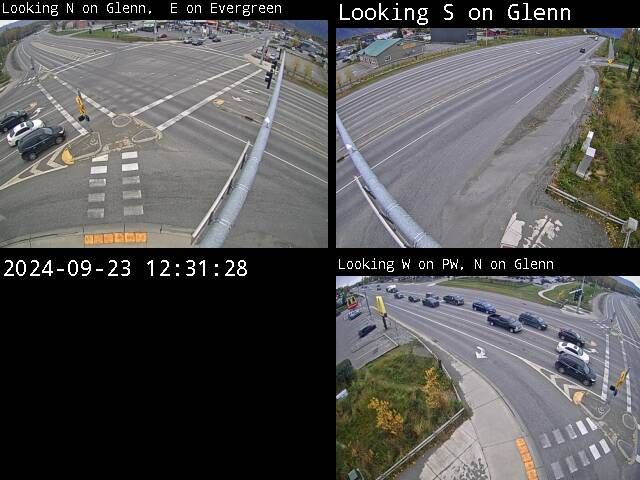 Looking N on Glenn, E on Evergreen
Looking S on Glenn
2024-09-23 12:31:28
Looking W on PW, N on Glenn